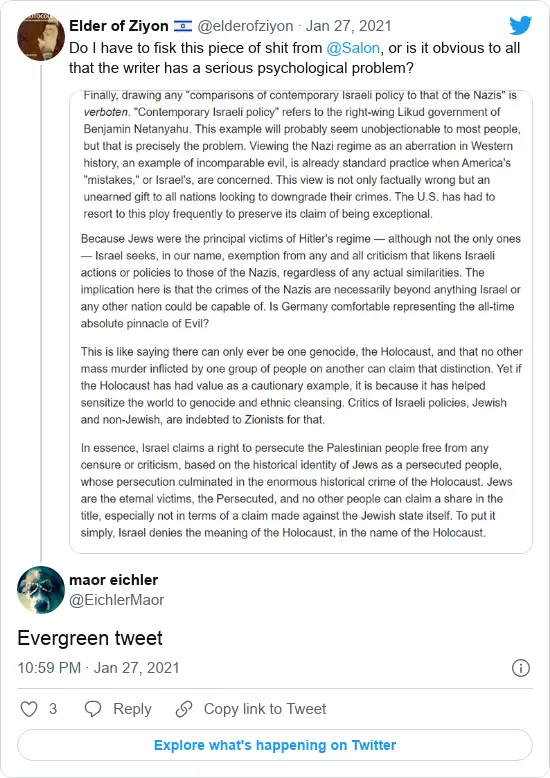 Elder of Ziyon @elderofziyon · Jan 27, 2021
Do I have to fisk this piece of shit from @Salon, or is it obvious to all
that the writer has a serious psychological problem?
Finally, drawing any "comparisons of contemporary Israeli policy to that of the Nazis" is
verboten. "Contemporary Israeli policy" refers to the right-wing Likud government of
Benjamin Netanyahu. This example will probably seem unobjectionable to most people,
but that is precisely the problem. Viewing the Nazi regime as an aberration in Western
history, an example of incomparable evil, is already standard practice when America's
"mistakes," or Israel's, are concerned. This view is not only factually wrong but an
unearned gift to all nations looking to downgrade their crimes. The U.S. has had to
resort to this ploy frequently to preserve its claim of being exceptional.
Because Jews were the principal victims of Hitler's regime — although not the only ones
— Israel seeks, in our name, exemption from any and all criticism that likens Israeli
actions or policies to those of the Nazis, regardless of any actual similarities. The
implication here is that the crimes of the Nazis are necessarily beyond anything Israel or
any other nation could be capable of. Is Germany comfortable representing the all-time
absolute pinnacle of Evil?
This is like saying there can only ever be one genocide, the Holocaust, and that no other
mass murder inflicted by one group of people on another can claim that distinction. Yet if
the Holocaust has had value as a cautionary example, it is because it has helped
sensitize the world to genocide and ethnic cleansing. Critics of Israeli policies, Jewish
and non-Jewish, are indebted to Zionists for that.
In essence, Israel claims a right to persecute the Palestinian people free from any
censure or criticism, based on the historical identity of Jews as a persecuted people,
whose persecution culminated in the enormous historical crime of the Holocaust. Jews
are the eternal victims, the Persecuted, and no other people can claim a share in the
title, especially not in terms of a claim made against the Jewish state itself. To put it
simply, Israel denies the meaning of the Holocaust, in the name of the Holocaust.
maor eichler
@EichlerMaor
Evergreen tweet
10:59 PM · Jan 27, 2021
3 Reply Copy link to Tweet
Explore what's happening on Twitter